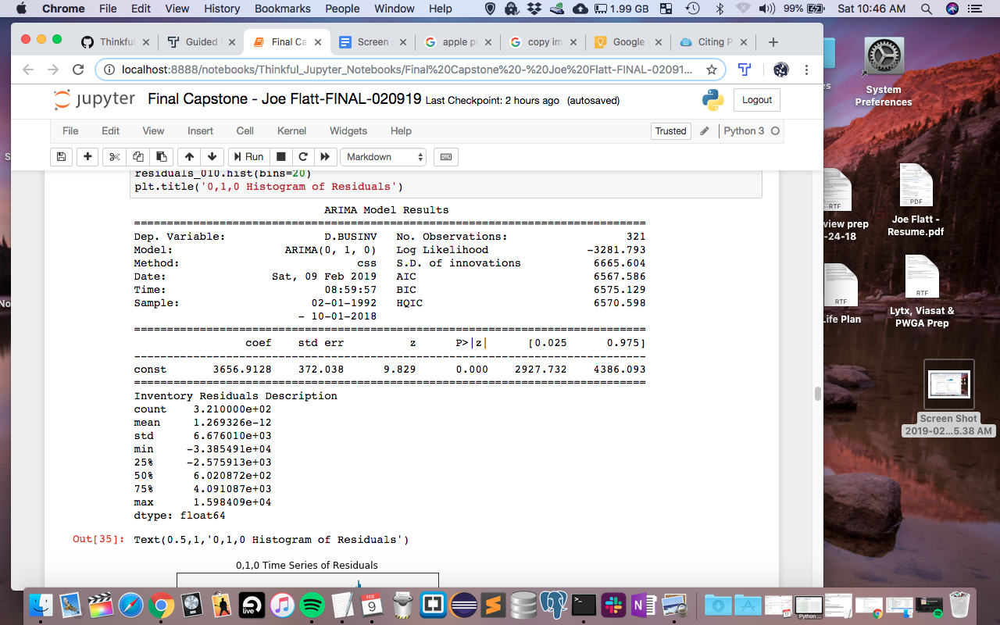 Chrome File Edit View History Bookmarks People Window Help 1.99 GB 99% Sat 10:46 AM
Thinkful Guided Final Ca Screen apple pr copy im Google Citing P
localhost:8888/notebooks/Thinkful_Jupyter_Notebooks/Final%20Capstone%20-%20Joe%20Flatt-FINAL-02091...
jupyter Final Capstone - Joe Flatt-FINAL-020919 Last Checkpoint: 2 hours ago (autosaved) Logout
File Edit View Insert Cell Kernel Widgets Help Trusted Python 3
Run Markdown
residuals_010.hist(bins=20)
plt.title('0,1,0 Histogram of Residuals')
ARIMA Model Results
==============================================================================
Dep. Variable: D.BUSINV No. Observations: 321
Model: ARIMA(0, 1, 0) Log Likelihood -3281.793
Method: css S.D. of innovations 6665.604
Date: Sat, 09 Feb 2019 AIC 6567.586
Time: 08:59:57 BIC 6575.129
Sample: 02-01-1992 HQIC 6570.598
- 10-01-2018
==============================================================================
coef std err z P>|z| [0.025 0.975]
------------------------------------------------------------------------------
const 3656.9128 372.038 9.829 0.000 2927.732 4386.093
==============================================================================
Inventory Residuals Description
count 3.210000e+02
mean 1.269326e-12
std 6.676010e+03
min -3.385491e+04
25% -2.575913e+03
50% 6.020872e+02
75% 4.091087e+03
max 1.598409e+04
dtype: float64
Out[35]: Text(0.5,1,'0,1,0 Histogram of Residuals')
0,1,0 Time Series of Residuals
System
Preferences
RTF
view prep
-24-18
PDF
Joe Flatt -
Resume.pdf
RTF
Life Plan
RTF
Lytx, Viasat &
PWGA Prep
Screen Shot
2019-02...5.38 AM
live
FEB
9
N
Python